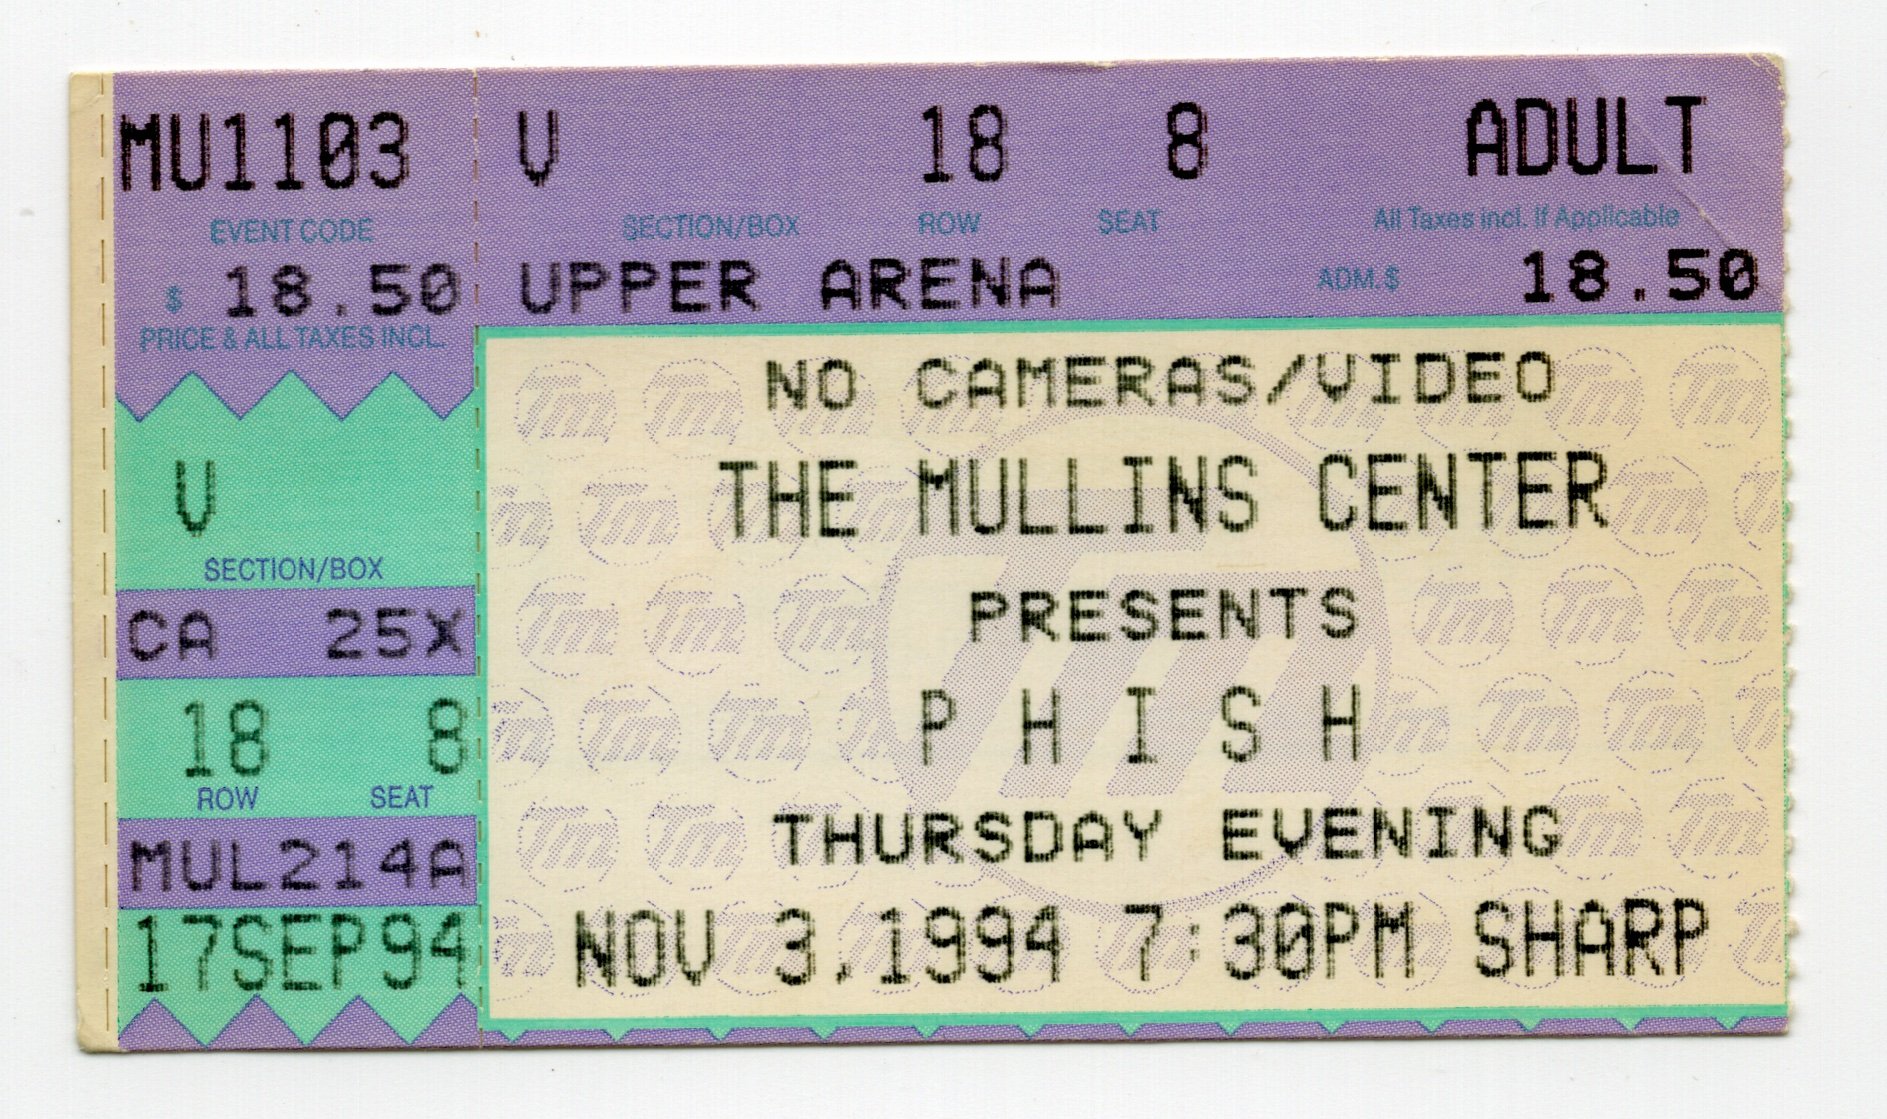 MU1103
EVENT CODE
$ 18.50
PRICE & ALL TAXES INCL.
V
SECTION/BOX
CA 25X
18 8
ROW SEAT
MUL214A
17SEP94
V 18 8 ADULT
SECTION/BOX ROW SEAT All Taxes incl. If Applicable
UPPER ARENA ADM.$ 18.50
NO CAMERAS/VIDEO
THE MULLINS CENTER
PRESENTS
P H I S H
THURSDAY EVENING
NOV 3,1994 7:30PM SHARP